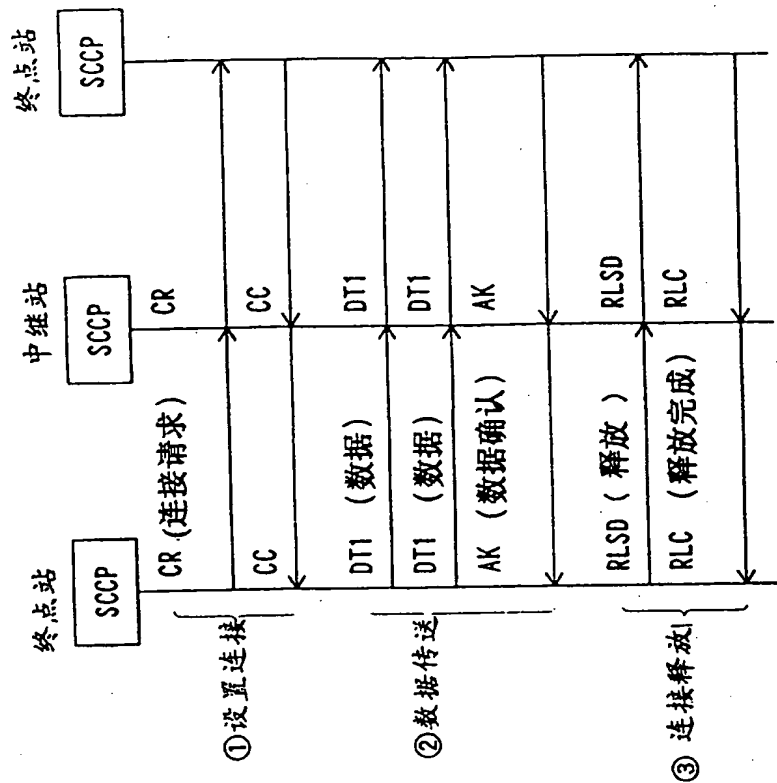 终点站 中继站 终点站
SCCP SCCP SCCP
CR (连接请求) CR
CC CC
DT1 (数据) DT1
DT1 (数据) DT1
AK (数据确认) AK
RLSD (释放) RLSD
RLC (释放完成) RLC
①设置连接
②数据传送
③ 连接释放